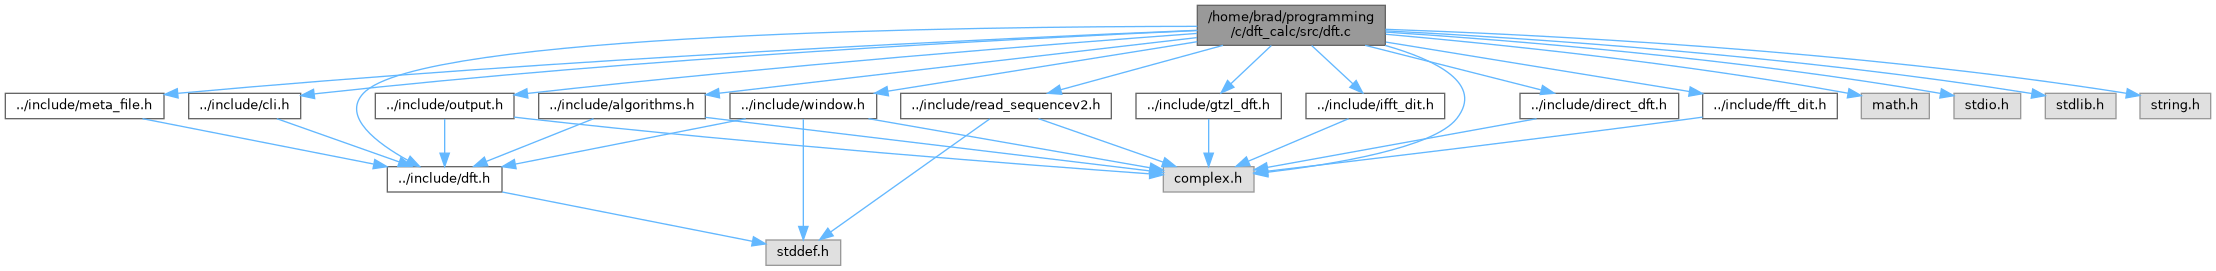 /home/brad/programming
/c/dft_calc/src/dft.c
../include/meta_file.h
../include/cli.h
../include/output.h
../include/algorithms.h
../include/window.h
../include/read_sequencev2.h
../include/gtzl_dft.h
../include/ifft_dit.h
../include/direct_dft.h
../include/fft_dit.h
math.h
stdio.h
stdlib.h
string.h
../include/dft.h
complex.h
stddef.h